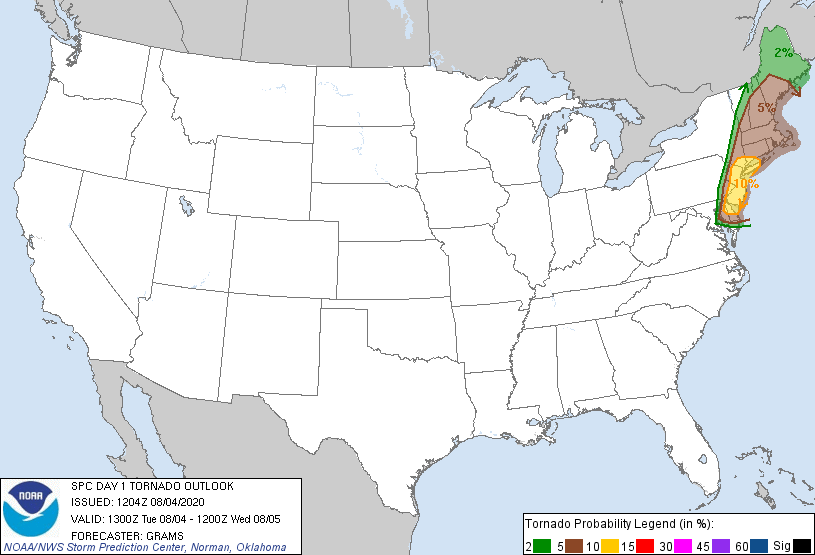 2%
5%
10%
NOAA
SPC DAY 1 TORNADO OUTLOOK
ISSUED: 1204Z 08/04/2020
VALID: 1300Z Tue 08/04 - 1200Z Wed 08/05
FORECASTER: GRAMS
NOAA/NWS Storm Prediction Center, Norman, Oklahoma
Tornado Probability Legend (in %):
2 5 10 15 30 45 60 Sig